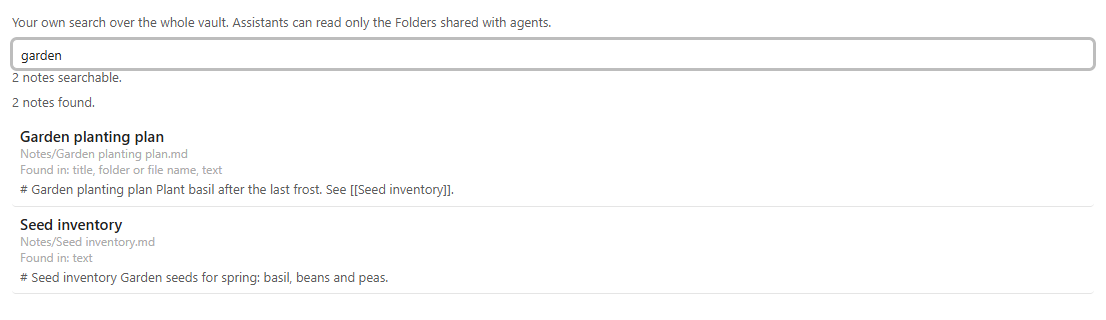 Your own search over the whole vault. Assistants can read only the Folders shared with agents.
garden
2 notes searchable.
2 notes found.
Garden planting plan
Notes/Garden planting plan.md
Found in: title, folder or file name, text
# Garden planting plan Plant basil after the last frost. See [[Seed inventory]].
Seed inventory
Notes/Seed inventory.md
Found in: text
# Seed inventory Garden seeds for spring: basil, beans and peas.